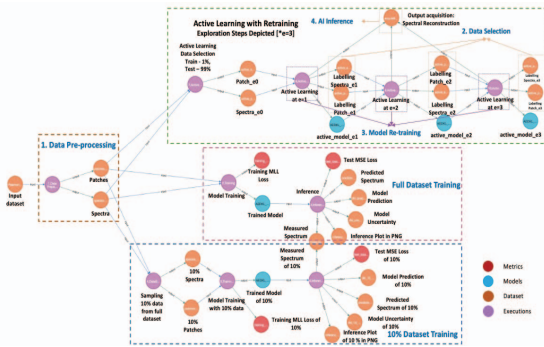 Active Learning with Retraining
Exploration Steps Depicted [*e=3]
4. AI Inference
Output acquisition:
Spectral Reconstruction
2. Data Selection
Active Learning
Data Selection
Train - 1%,
Test – 99%
Patch_e0
Spectra_e0
Active Learning
at e=1
Labelling
Spectra_e1
Labelling
Patch_e1
active_model_e1
Labelling
Patch_e2
Labelling
Spectra_e2
Active Learning
at e=2
3. Model Re-training
active_model_e2
Active Learning
at e=3
Labelling
Labelling
active_model_e3
1. Data Pre-processing
Input
dataset
Patches
Spectra
Training MLL
Loss
Model Training
Trained Model
Inference
Test MSE Loss
Predicted
Spectrum
Model
Prediction
Model
Uncertainty
Inference Plot in PNG
Measured
Spectrum
Full Dataset Training
Measured
Spectrum
of 10%
Sampling
10% data
from full
dataset
10%
Spectra
10%
Patches
Model Training
with 10% data
Trained Model
of 10%
Training MLL Loss
of 10%
Test MSE Loss
of 10%
Model Prediction
of 10%
Predicted
Spectrum of 10%
Model Uncertainty
of 10%
Inference Plot
of 10 % in PNG
10% Dataset Training
Metrics
Models
Dataset
Executions